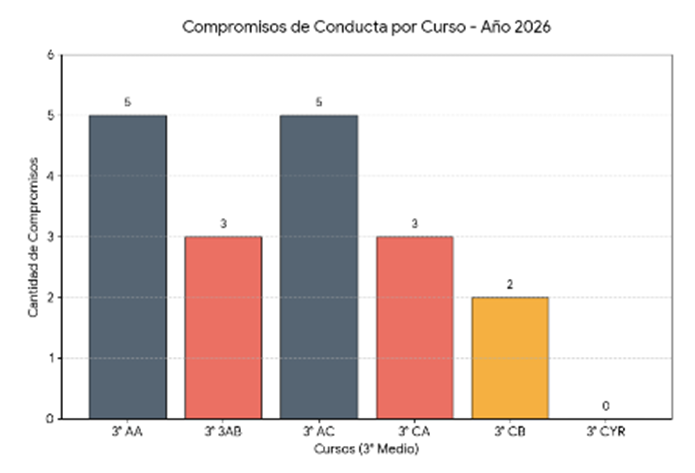 Compromisos de Conducta por Curso - Año 2026
Cantidad de Compromisos
6
5
4
3
2
1
0
5
3
5
3
2
0
3° AA
3° 3AB
3° AC
3° CA
3° CB
3° CYR
Cursos (3° Medio)